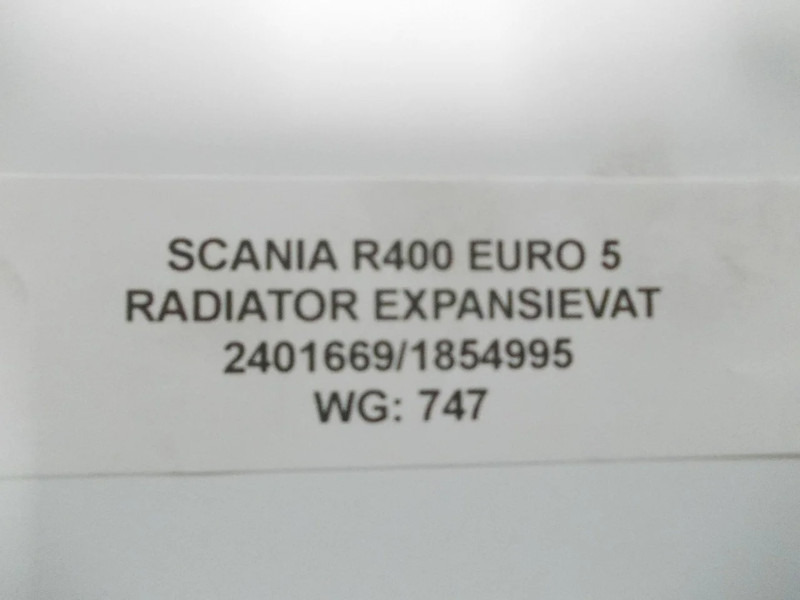 SCANIA R400 EURO 5
RADIATOR EXPANSIEVAT
2401669/1854995
WG: 747